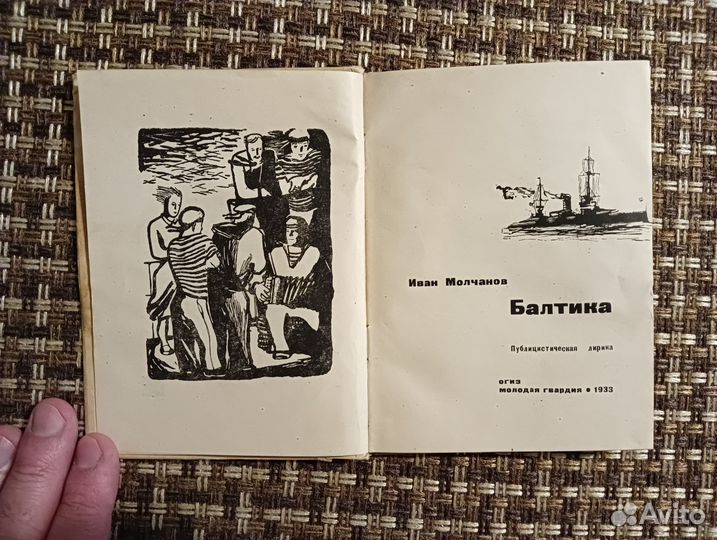 Иван Молчанов
Балтика
Публицистическая лирика
огиз
молодая гвардия • 1933
Avito